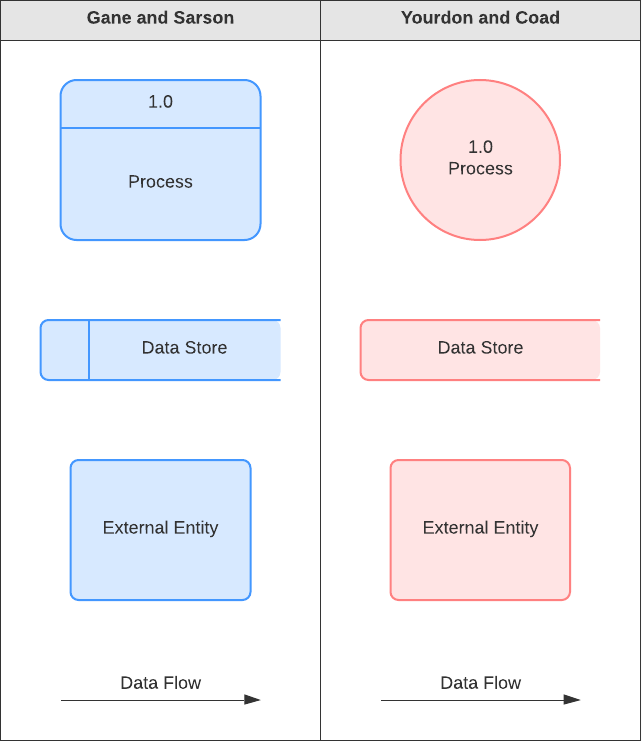 Gane and Sarson
Yourdon and Coad
1.0
Process
1.0
Process
Data Store
Data Store
External Entity
External Entity
Data Flow
Data Flow